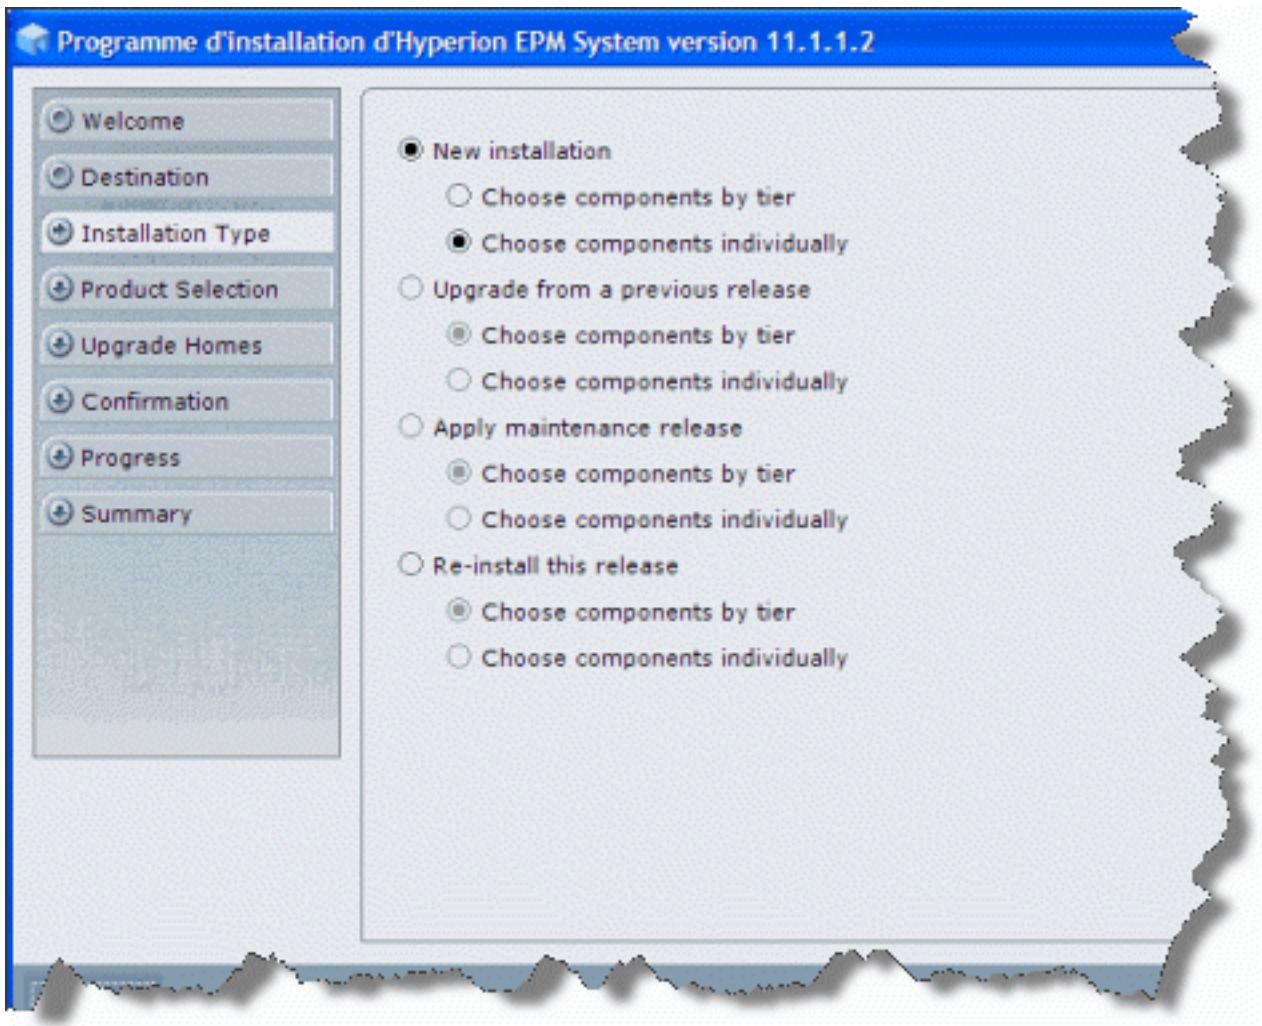 Programme d'installation d'Hyperion EPM System version 11.1.1.2
Welcome
Destination
Installation Type
Product Selection
Upgrade Homes
Confirmation
Progress
Summary
New installation
Choose components by tier
Choose components individually
Upgrade from a previous release
Choose components by tier
Choose components individually
Apply maintenance release
Choose components by tier
Choose components individually
Re-install this release
Choose components by tier
Choose components individually